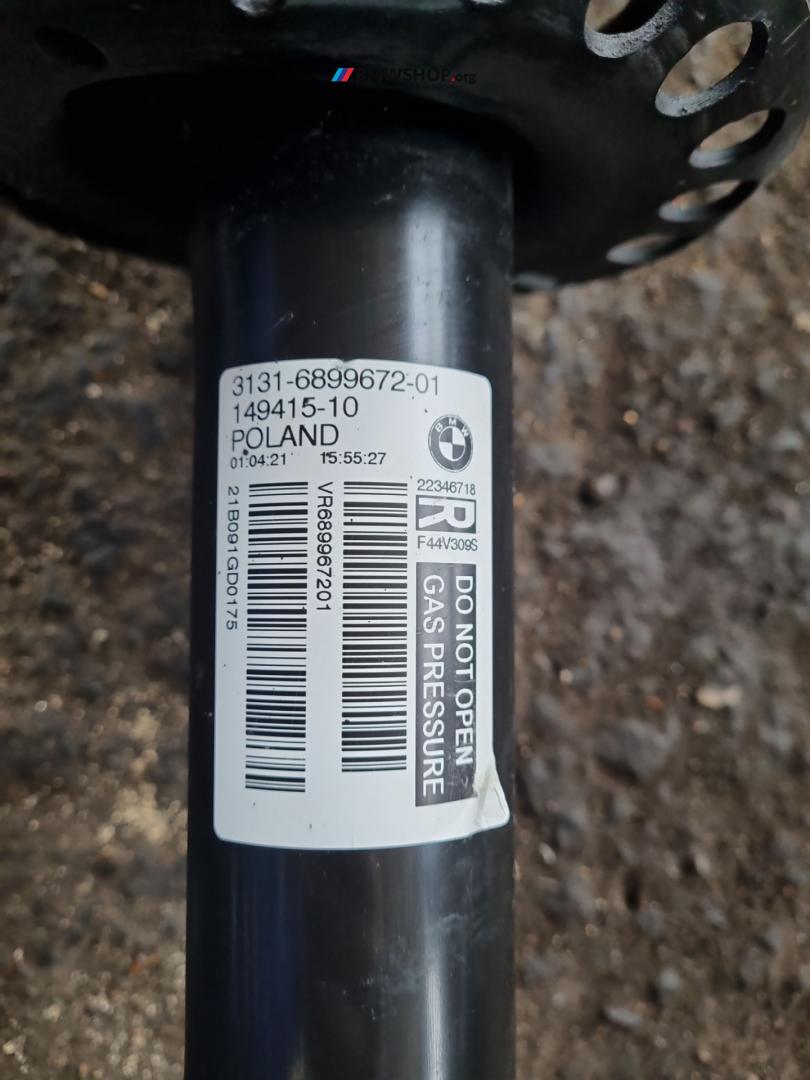 BMWSHOP.org
3131-6899672-01
149415-10
POLAND
01:04:21 15:55:27
BMW
22346718
R
F44V309S
21B091GD0175
VR689967201
DO NOT OPEN
GAS PRESSURE